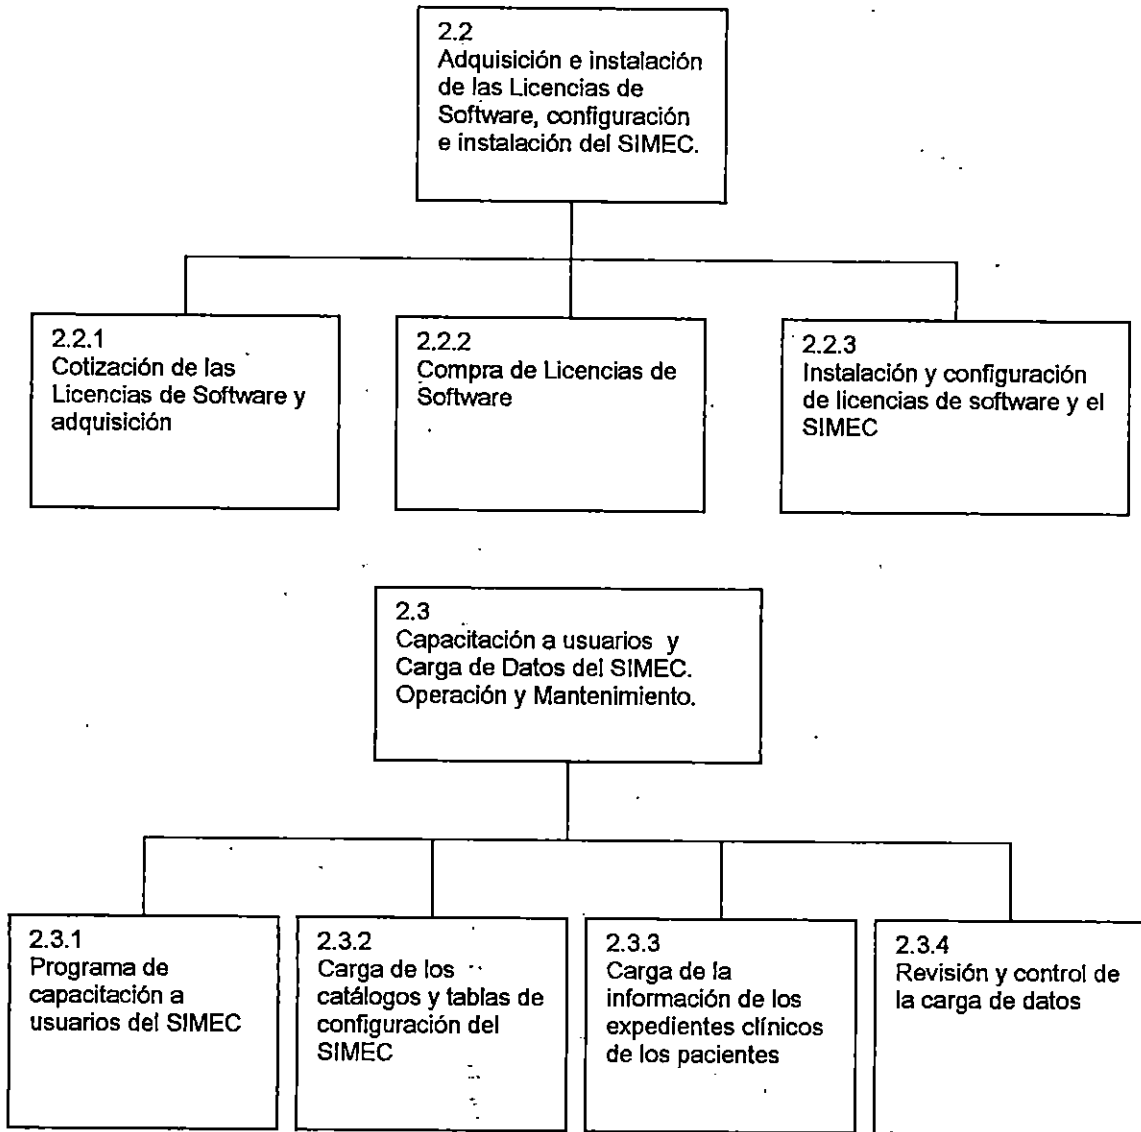 2.2
Adquisición e instalación
de las Licencias de
Software, configuración
e instalación del SIMEC.
2.2.1
Cotización de las
Licencias de Software y
adquisición
2.2.2
Compra de Licencias de
Software
2.2.3
Instalación y configuración
de licencias de software y el
SIMEC
2.3
Capacitación a usuarios y
Carga de Datos del SIMEC.
Operación y Mantenimiento.
2.3.1
Programa de
capacitación a
usuarios del SIMEC
2.3.2
Carga de los
catálogos y tablas de
configuración del
SIMEC
2.3.3
Carga de la
información de los
expedientes clínicos
de los pacientes
2.3.4
Revisión y control de
la carga de datos